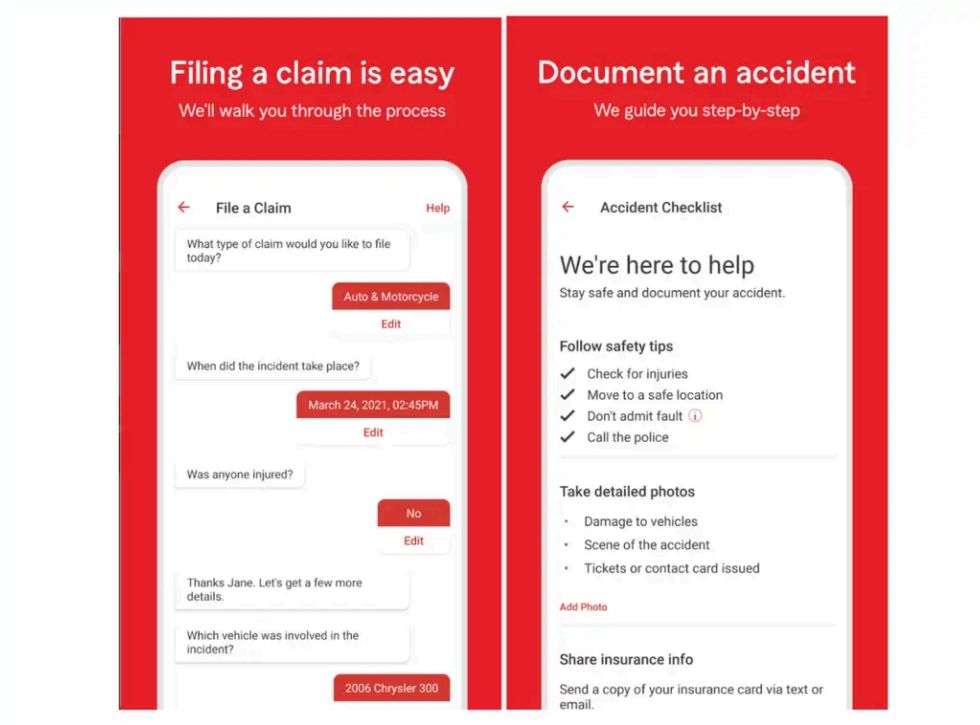 Filing a claim is easy
We'll walk you through the process
File a Claim
Help
What type of claim would you like to file
today?
Auto & Motorcycle
Edit
When did the incident take place?
March 24, 2021, 02:45PM
Edit
Was anyone injured?
No
Edit
Thanks Jane. Let's get a few more
details.
Which vehicle was involved in the
incident?
2006 Chrysler 300
Document an accident
We guide you step-by-step
Accident Checklist
We're here to help
Stay safe and document your accident.
Follow safety tips
Check for injuries
Move to a safe location
Don't admit fault
Call the police
Take detailed photos
Damage to vehicles
Scene of the accident
Tickets or contact card issued
Add Photo
Share insurance info
Send a copy of your insurance card via text or
email.